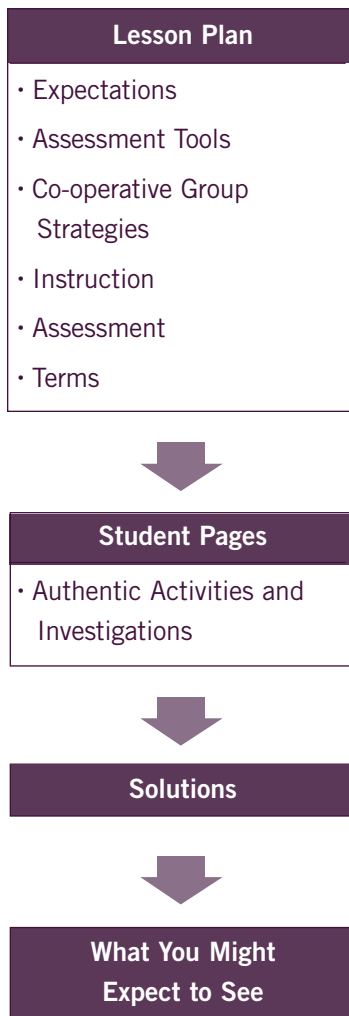 Lesson Plan
· Expectations
· Assessment Tools
· Co-operative Group
Strategies
· Instruction
· Assessment
· Terms
Student Pages
· Authentic Activities and
Investigations
Solutions
What You Might
Expect to See